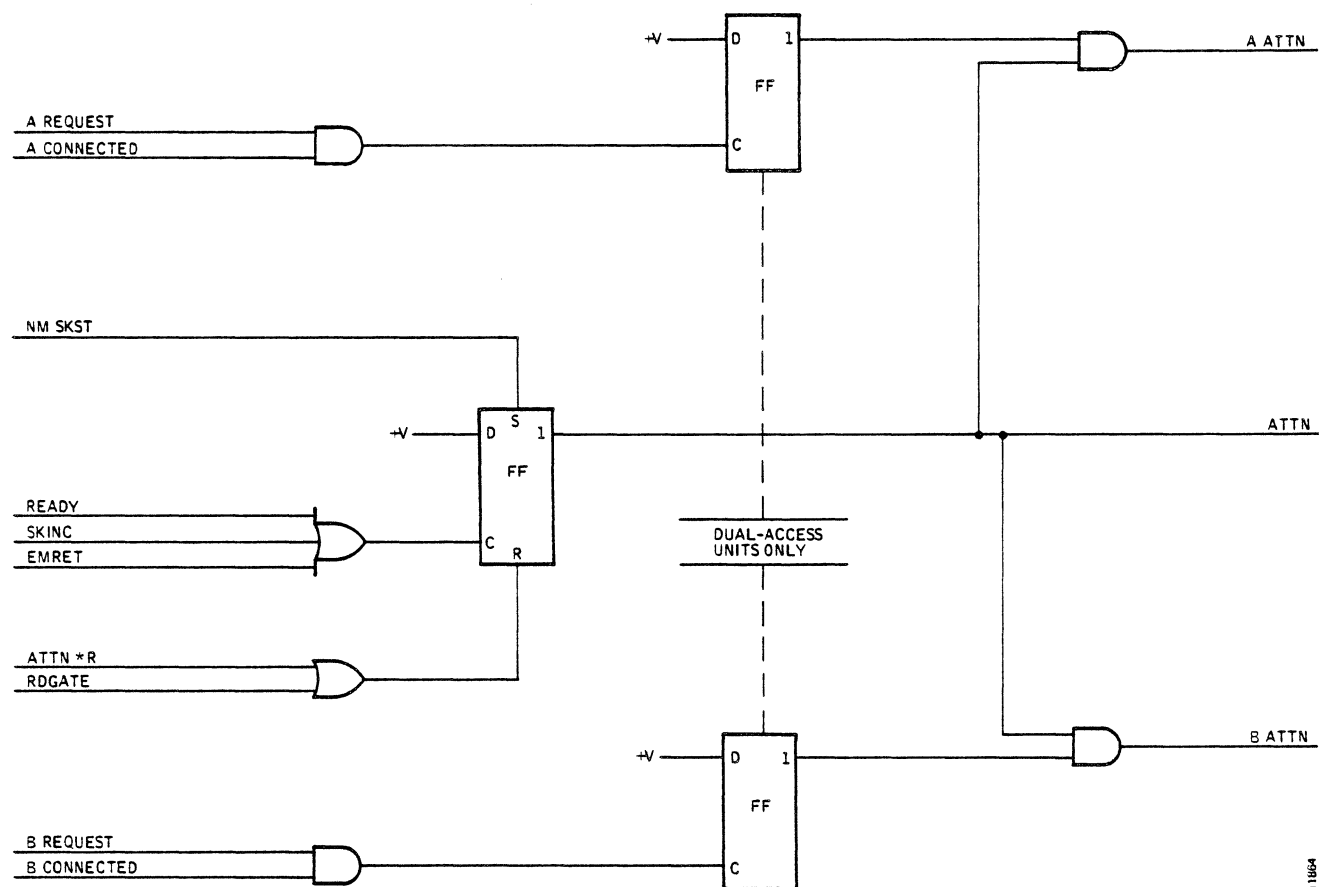 +V
D 1
FF
C
A ATTN
A REQUEST
A CONNECTED
NM SKST
+V
S
D 1
FF
C
R
ATTN
READY
SKINC
EMRET
DUAL-ACCESS
UNITS ONLY
ATTN *R
RDGATE
+V
D 1
FF
C
B ATTN
B REQUEST
B CONNECTED
1864